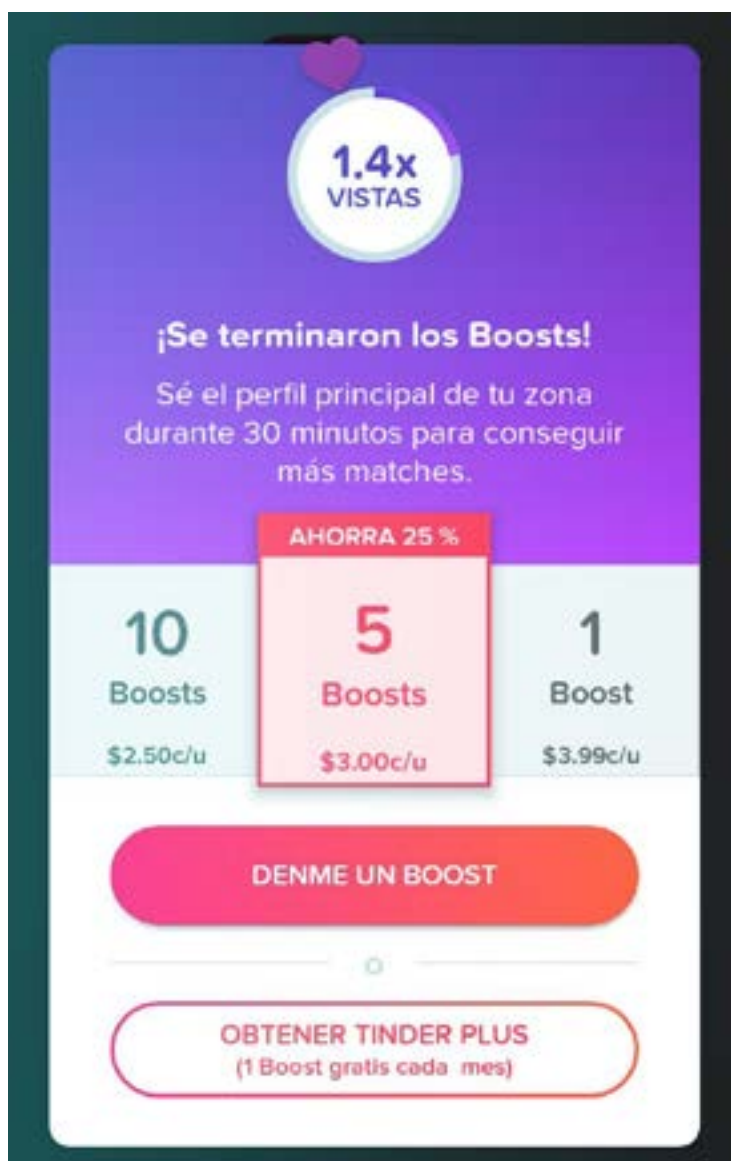 1.4x
VISTAS
¡Se terminaron los Boosts!
Sé el perfil principal de tu zona
durante 30 minutos para conseguir
más matches.
AHORRA 25 %
10
Boosts
$2.50c/u
5
Boosts
$3.00c/u
1
Boost
$3.99c/u
DENME UN BOOST
O
OBTENER TINDER PLUS
(1 Boost gratis cada mes)